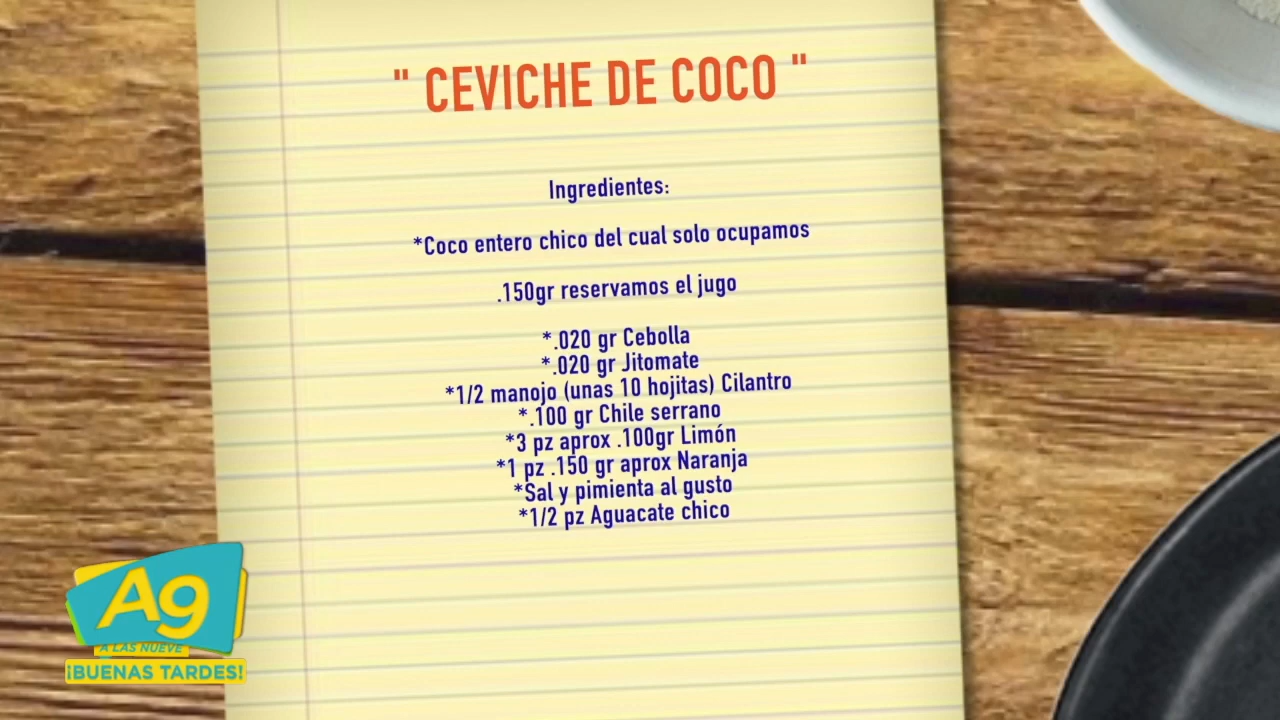 " CEVICHE DE COCO "
Ingredientes:
*Coco entero chico del cual solo ocupamos
.150gr reservamos el jugo
*.020 gr Cebolla
*.020 gr Jitomate
*1/2 manojo (unas 10 hojitas) Cilantro
*.100 gr Chile serrano
*3 pz aprox .100gr Limón
*1 pz .150 gr aprox Naranja
*Sal y pimienta al gusto
*1/2 pz Aguacate chico
A9
A LAS NUEVE
¡BUENAS TARDES!